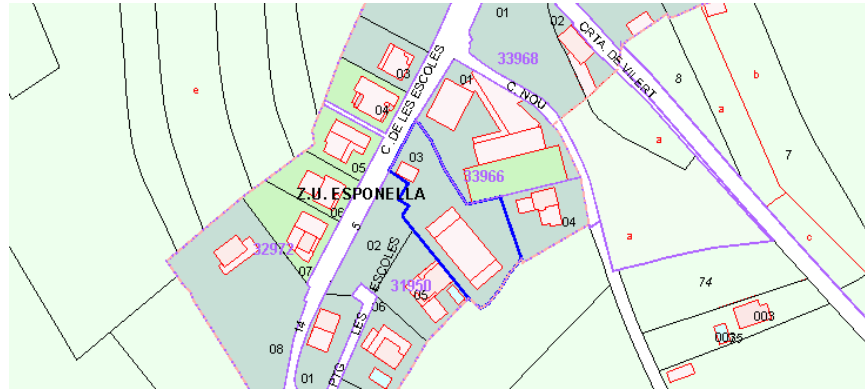 01
02
33968
CRTA. DE VILERT
03
C. DE LES ESCOLES
01
8
b
e
04
C. NOU
a
a
03
7
05
33966
Z.U. ESPONELLA
06
04
5
02
32972
a
c
07
ESCOLES
31950
74
05
06
LES
003
14
08
PTG
01